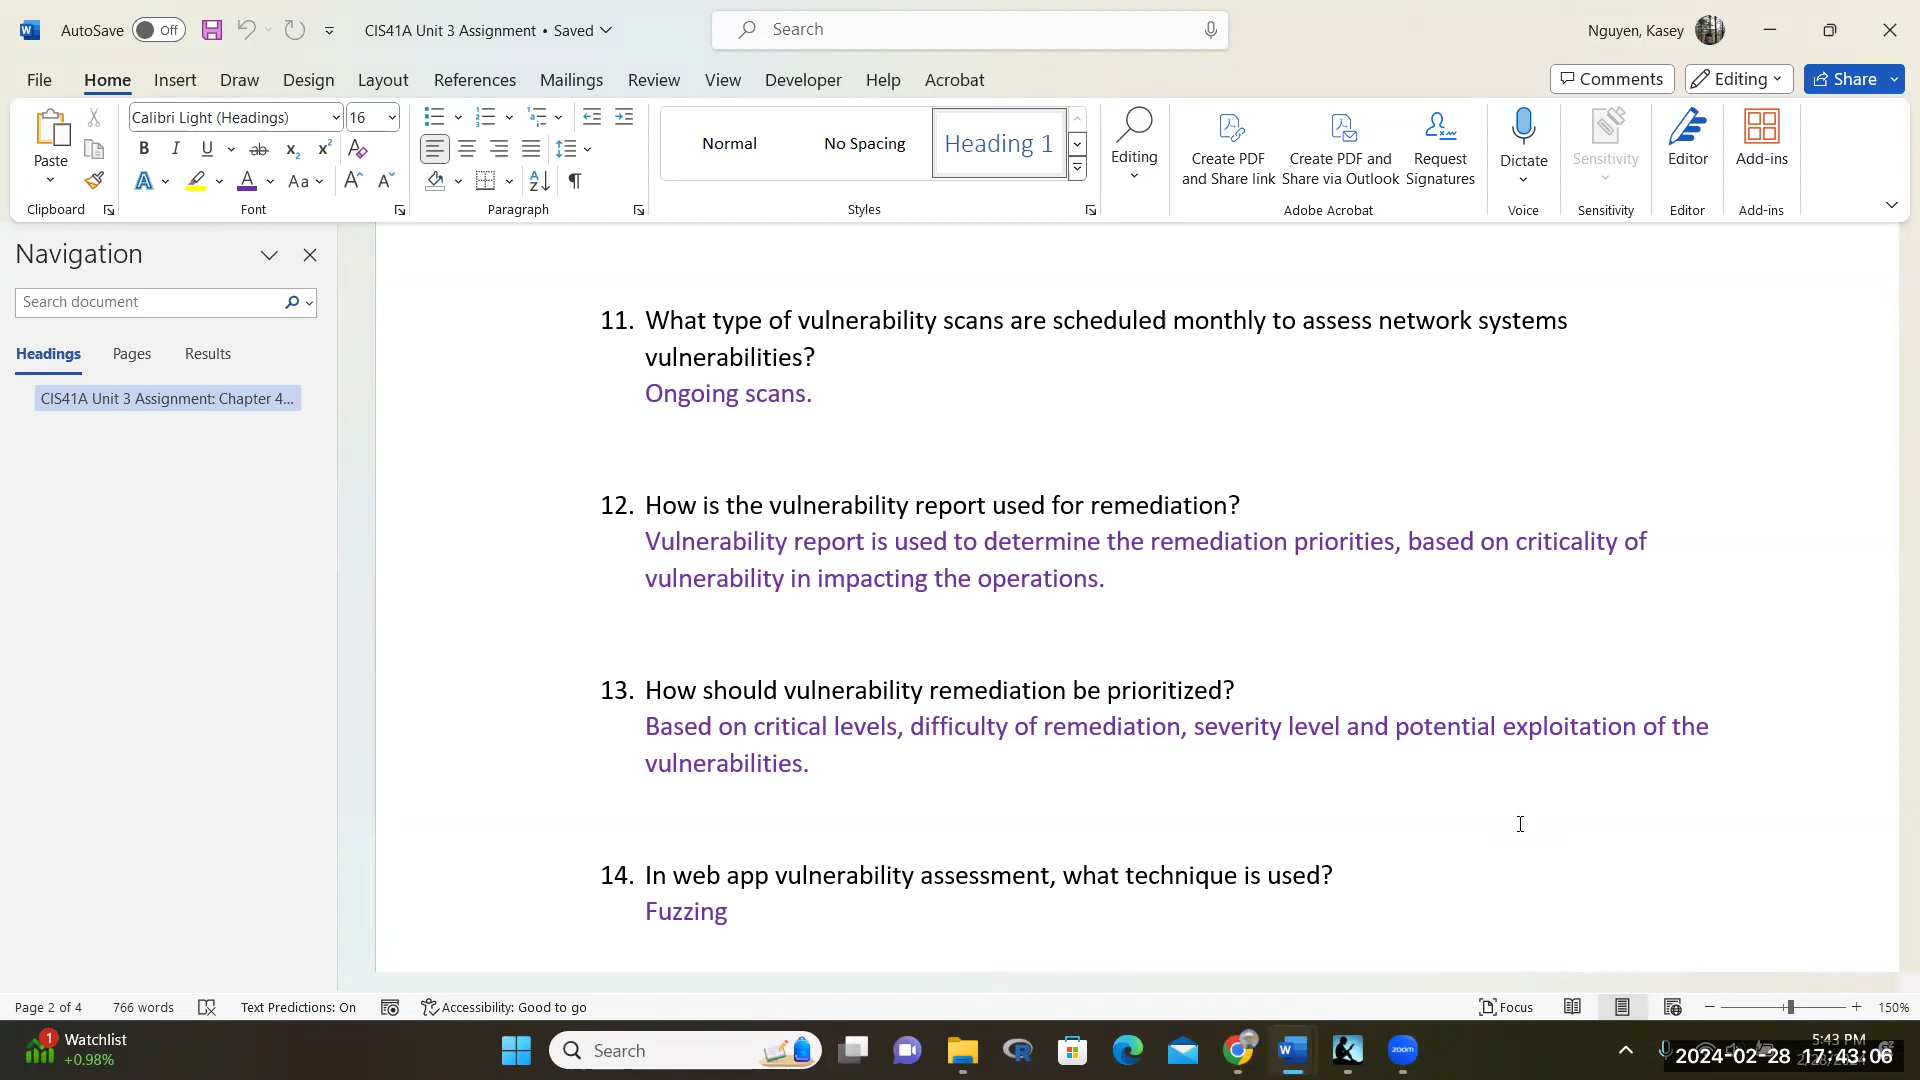 AutoSave Off CIS41A Unit 3 Assignment • Saved Search Nguyen, Kasey
File Home Insert Draw Design Layout References Mailings Review View Developer Help Acrobat Comments Editing Share
Calibri Light (Headings) 16
Paste
B I U ab x₂ x² A
A A Aa A A
Normal No Spacing Heading 1
Editing
Create PDF and Share link
Create PDF and Share via Outlook
Request Signatures
Dictate
Sensitivity
Editor
Add-ins
Clipboard Font Paragraph Styles Adobe Acrobat Voice Sensitivity Editor Add-ins
Navigation
Search document
Headings Pages Results
CIS41A Unit 3 Assignment: Chapter 4...
11. What type of vulnerability scans are scheduled monthly to assess network systems
vulnerabilities?
Ongoing scans.
12. How is the vulnerability report used for remediation?
Vulnerability report is used to determine the remediation priorities, based on criticality of
vulnerability in impacting the operations.
13. How should vulnerability remediation be prioritized?
Based on critical levels, difficulty of remediation, severity level and potential exploitation of the
vulnerabilities.
14. In web app vulnerability assessment, what technique is used?
Fuzzing
Page 2 of 4 766 words Text Predictions: On Accessibility: Good to go Focus 150%
1 Watchlist
+0.98%
Search
zoom
5:43 PM
2024-02-28 17:43:06